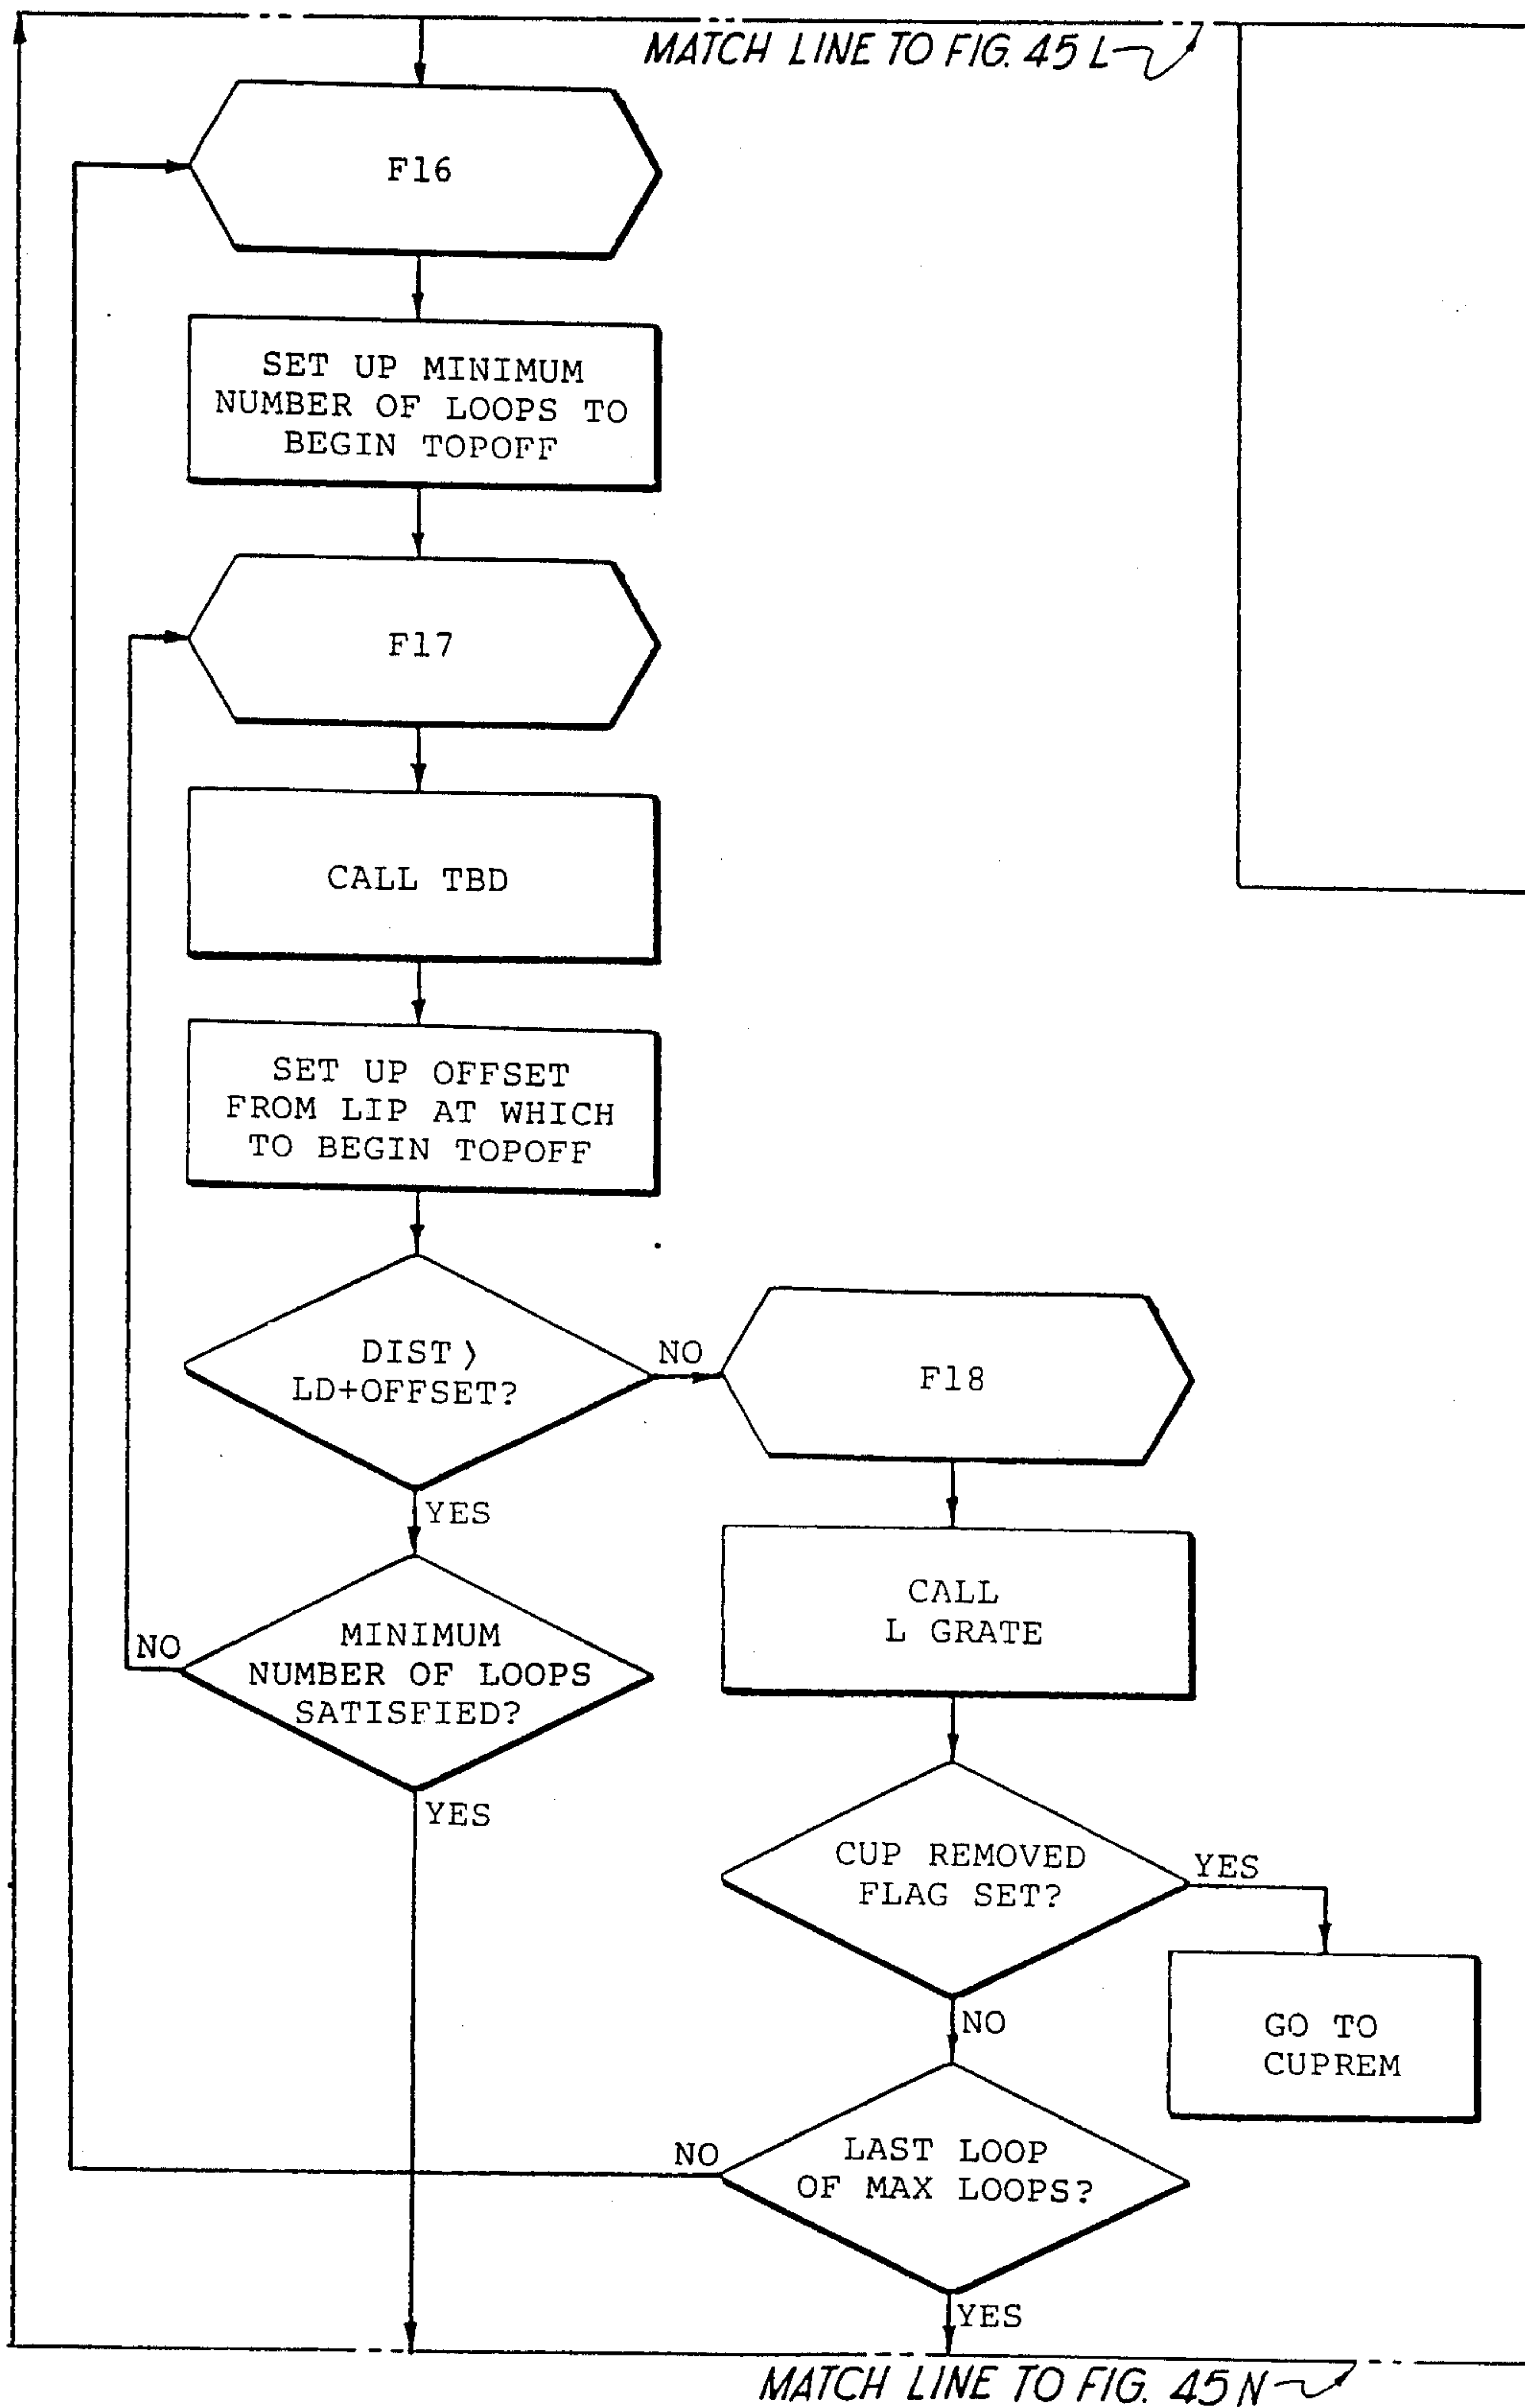 MATCH LINE TO FIG. 45 L
F16
SET UP MINIMUM
NUMBER OF LOOPS TO
BEGIN TOPOFF
F17
CALL TBD
SET UP OFFSET
FROM LIP AT WHICH
TO BEGIN TOPOFF
DIST >
LD+OFFSET?
NO
F18
YES
CALL
L GRATE
MINIMUM
NUMBER OF LOOPS
SATISFIED?
NO
YES
CUP REMOVED
FLAG SET?
YES
GO TO
CUPREM
NO
LAST LOOP
OF MAX LOOPS?
NO
YES
MATCH LINE TO FIG. 45 N